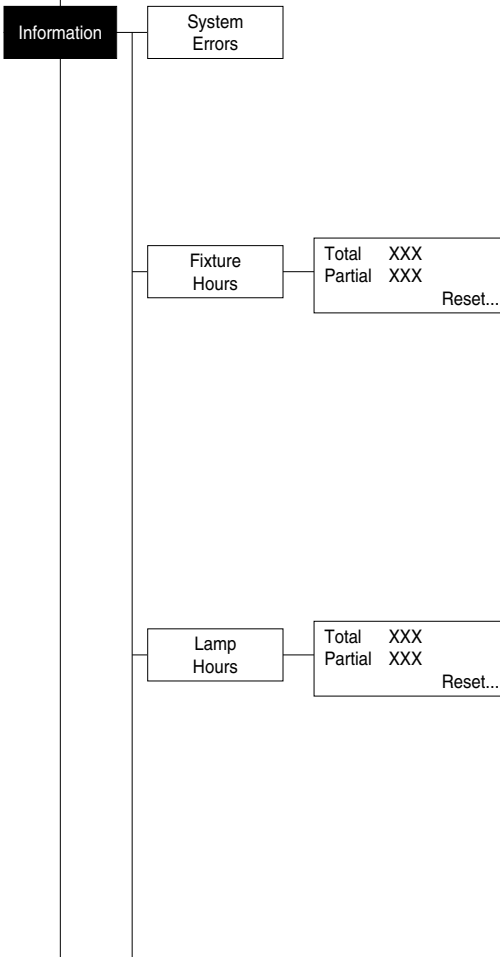 Information
System
Errors
Fixture
Hours
Total XXX
Partial XXX
Reset...
Lamp
Hours
Total XXX
Partial XXX
Reset...